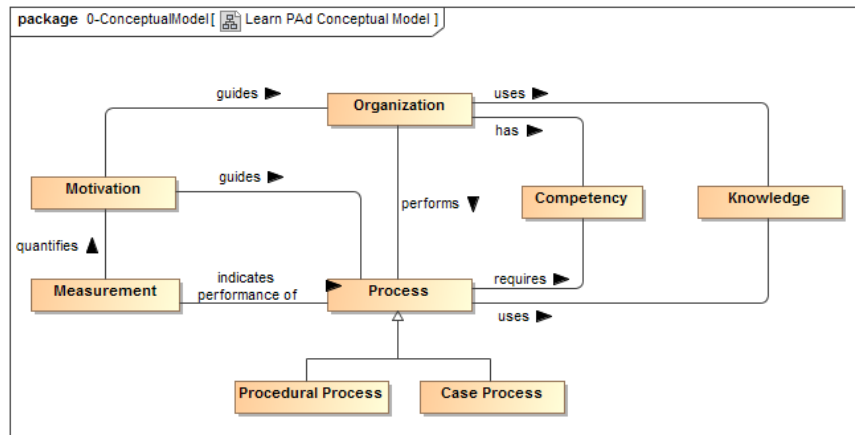 package 0-ConceptualModel[ Learn PAd Conceptual Model ]
guides
Organization
uses
has
Motivation
guides
performs
Competency
Knowledge
quantifies
Measurement
indicates
performance of
Process
requires
uses
Procedural Process
Case Process